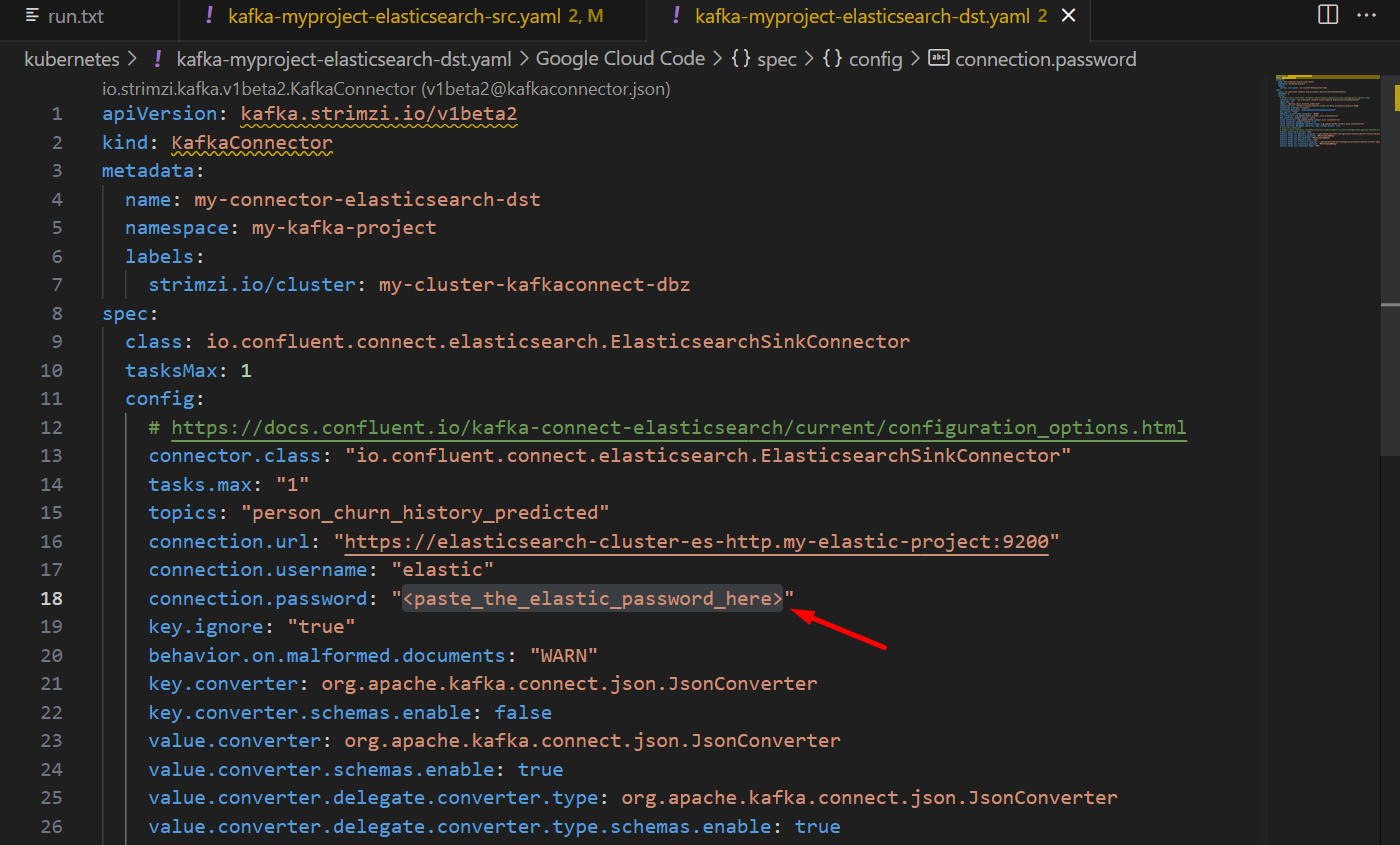 run.txt ! kafka-myproject-elasticsearch-src.yaml 2, M ! kafka-myproject-elasticsearch-dst.yaml 2
kubernetes > ! kafka-myproject-elasticsearch-dst.yaml > Google Cloud Code > {} spec > {} config > abc connection.password
io.strimzi.kafka.v1beta2.KafkaConnector (v1beta2@kafkaconnector.json)
1 apiVersion: kafka.strimzi.io/v1beta2
2 kind: KafkaConnector
3 metadata:
4 name: my-connector-elasticsearch-dst
5 namespace: my-kafka-project
6 labels:
7 strimzi.io/cluster: my-cluster-kafkaconnect-dbz
8 spec:
9 class: io.confluent.connect.elasticsearch.ElasticsearchSinkConnector
10 tasksMax: 1
11 config:
12 # https://docs.confluent.io/kafka-connect-elasticsearch/current/configuration_options.html
13 connector.class: "io.confluent.connect.elasticsearch.ElasticsearchSinkConnector"
14 tasks.max: "1"
15 topics: "person_churn_history_predicted"
16 connection.url: "https://elasticsearch-cluster-es-http.my-elastic-project:9200"
17 connection.username: "elastic"
18 connection.password: "<paste_the_elastic_password_here>"
19 key.ignore: "true"
20 behavior.on.malformed.documents: "WARN"
21 key.converter: org.apache.kafka.connect.json.JsonConverter
22 key.converter.schemas.enable: false
23 value.converter: org.apache.kafka.connect.json.JsonConverter
24 value.converter.schemas.enable: true
25 value.converter.delegate.converter.type: org.apache.kafka.connect.json.JsonConverter
26 value.converter.delegate.converter.type.schemas.enable: true